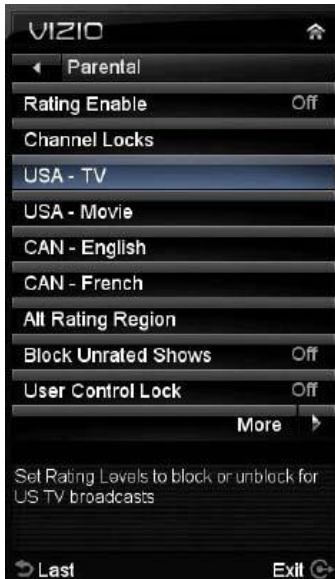 VIZIO
Parental
Rating Enable Off
Channel Locks
USA - TV
USA - Movie
CAN - English
CAN - French
Alt Rating Region
Block Unrated Shows Off
User Control Lock Off
More
Set Rating Levels to block or unblock for
US TV broadcasts
Last Exit